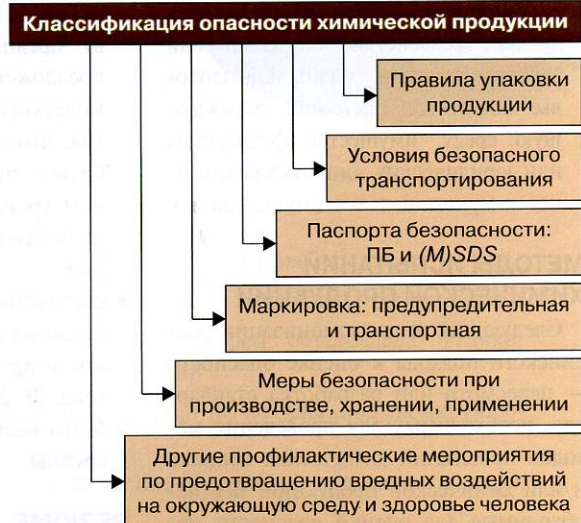 Классификация опасности химической продукции
Правила упаковки
продукции
Условия безопасного
транспортирования
Паспорта безопасности:
ПБ и (M)SDS
Маркировка: предупредительная
и транспортная
Меры безопасности при
производстве, хранении, применении
Другие профилактические мероприятия
по предотвращению вредных воздействий
на окружающую среду и здоровье человека